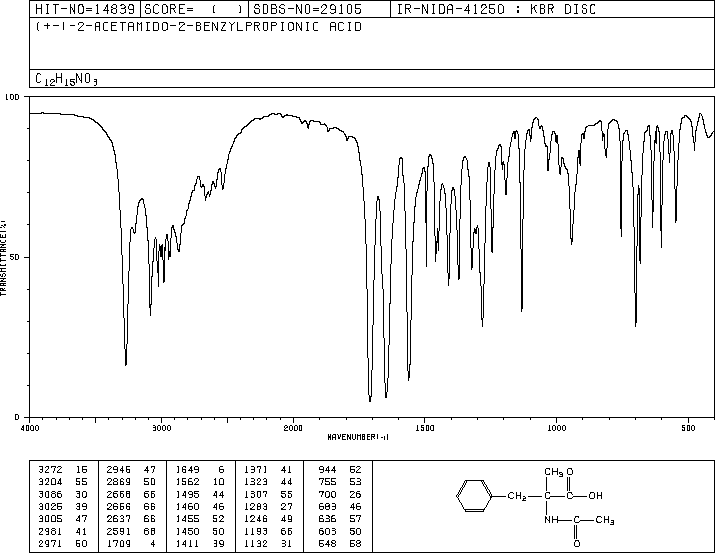 HIT-NO=14839 SCORE= ( ) SDBS-NO=29105 IR-NIDA-41250 : KBR DISC
(+-)-2-ACETAMIDO-2-BENZYLPROPIONIC ACID
C12H15NO3
100
TRANSMITTANCE(%)
50
0
4000 3000 2000 1500 1000 500
WAVENUMBER(-1)
3272 16 2946 47 1649 6 1371 41 944 52
3204 55 2869 50 1562 10 1323 44 755 53
3086 30 2668 66 1495 44 1307 55 700 26
3025 39 2656 66 1460 46 1283 27 689 46
3005 47 2637 66 1455 52 1246 49 636 57
2981 41 2591 68 1450 50 1193 66 605 50
2971 50 1709 4 1411 39 1132 31 548 58
CH3 O
CH2 C C OH
NH C CH3
O